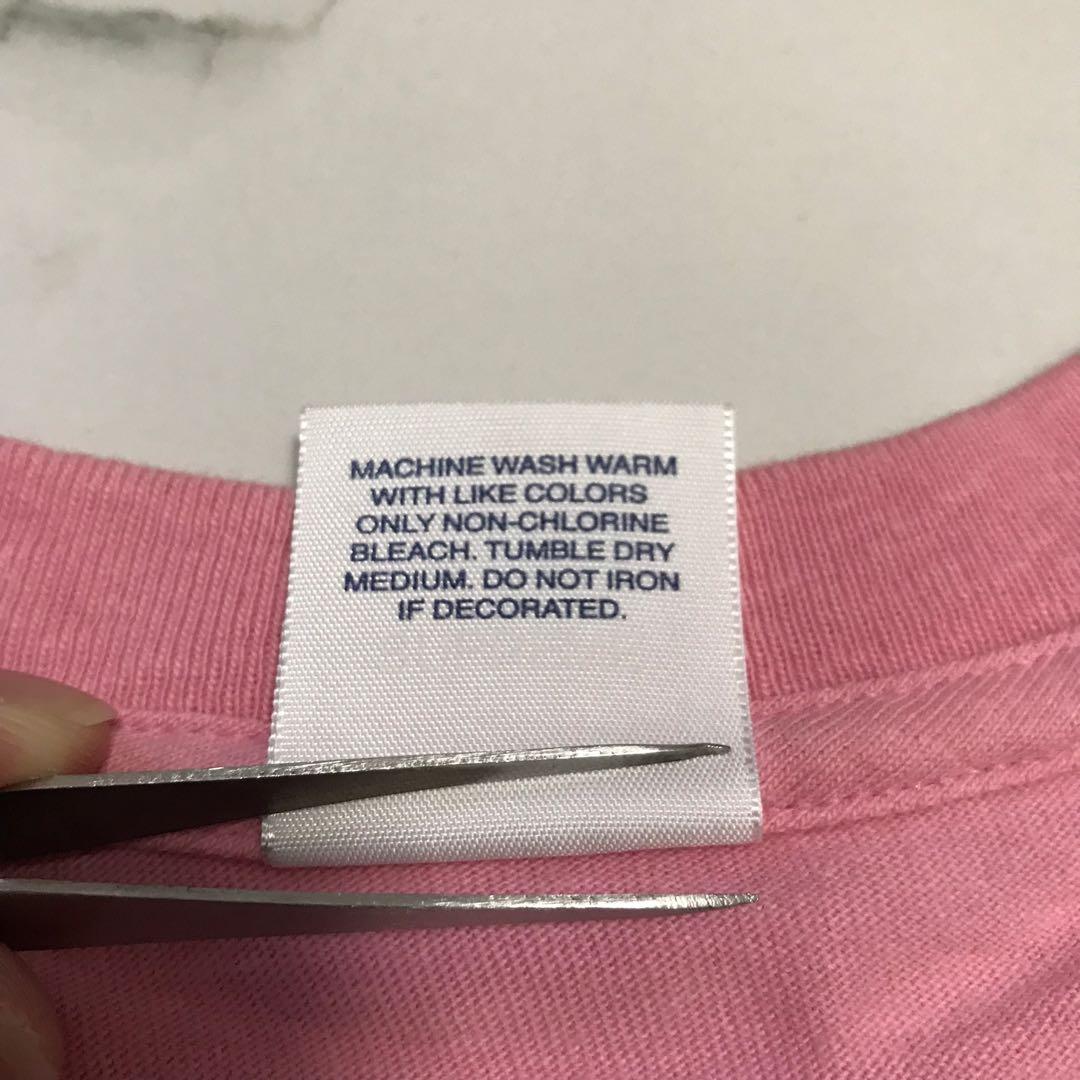 MACHINE WASH WARM
WITH LIKE COLORS
ONLY NON-CHLORINE
BLEACH. TUMBLE DRY
MEDIUM. DO NOT IRON
IF DECORATED.